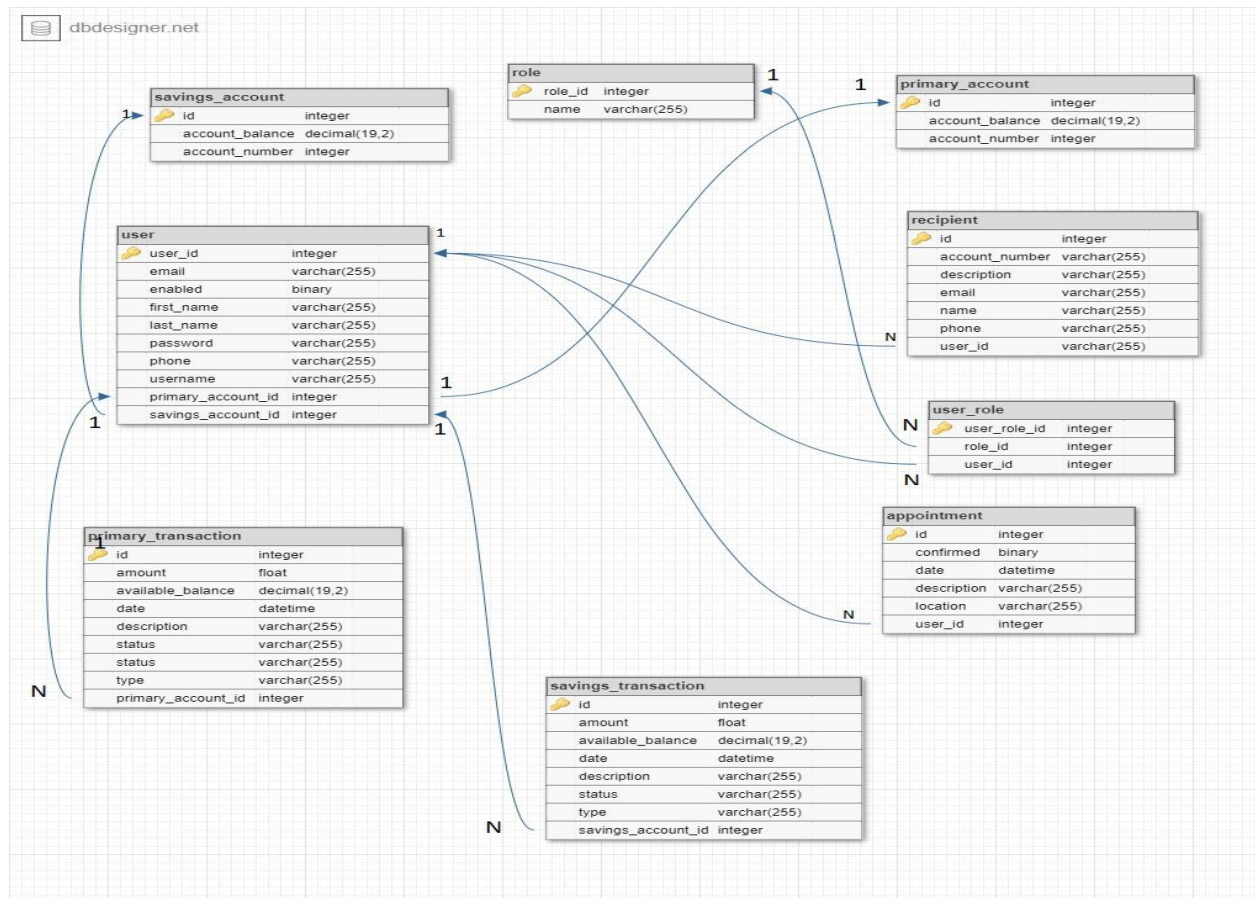 dbdesigner.net
savings_account
1
id integer
account_balance decimal(19,2)
account_number integer
role
1
role_id integer
name varchar(255)
primary_account
1
id integer
account_balance decimal(19,2)
account_number integer
user
1
user_id integer
email varchar(255)
enabled binary
first_name varchar(255)
last_name varchar(255)
password varchar(255)
phone varchar(255)
username varchar(255)
primary_account_id integer
1
savings_account_id integer
1
1
recipient
id integer
account_number varchar(255)
description varchar(255)
email varchar(255)
name varchar(255)
phone varchar(255)
N
user_id varchar(255)
user_role
user_role_id integer
N
role_id integer
user_id integer
N
appointment
id integer
confirmed binary
date datetime
description varchar(255)
location varchar(255)
N
user_id integer
primary_transaction
1
id integer
amount float
available_balance decimal(19,2)
date datetime
description varchar(255)
status varchar(255)
status varchar(255)
type varchar(255)
N
primary_account_id integer
savings_transaction
id integer
amount float
available_balance decimal(19,2)
date datetime
description varchar(255)
status varchar(255)
type varchar(255)
N
savings_account_id integer